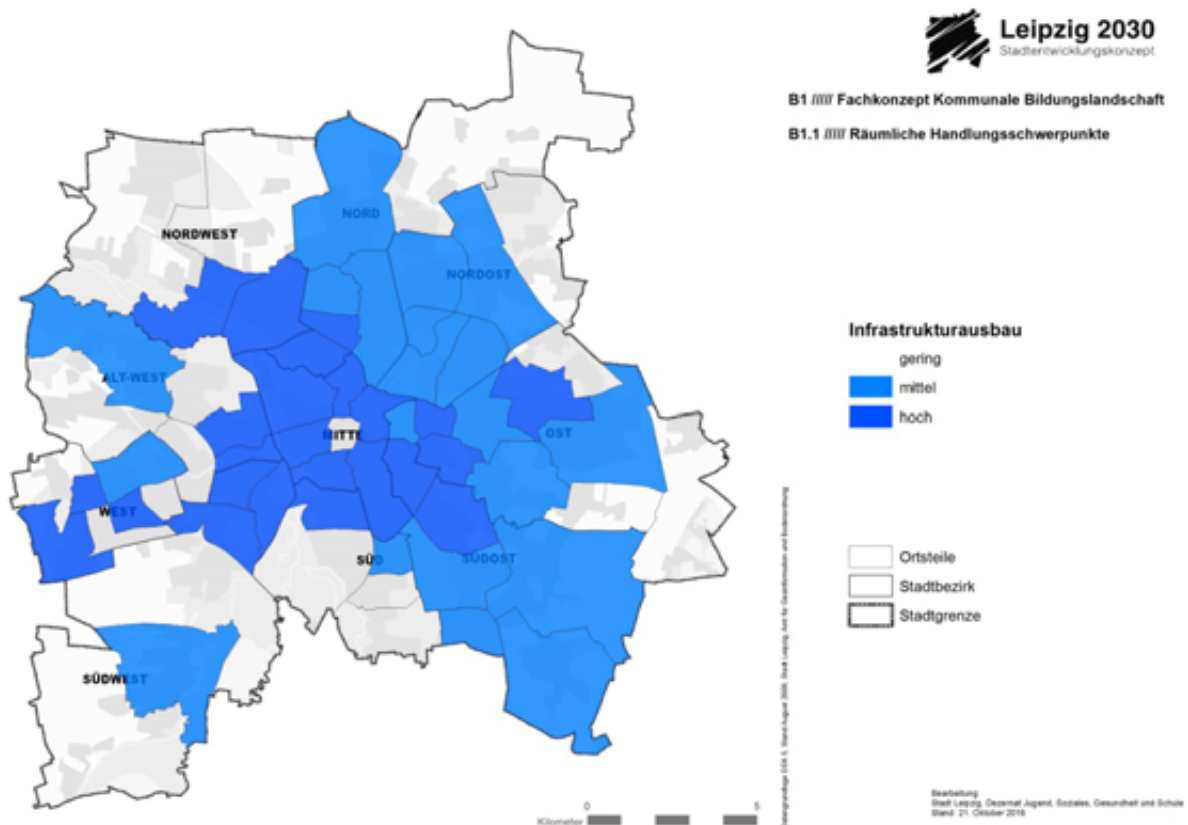 Leipzig 2030
Stadtentwicklungskonzept
B1 ///// Fachkonzept Kommunale Bildungslandschaft
B1.1 ///// Räumliche Handlungsschwerpunkte
NORD
NORDWEST
NORDOST
ALT-WEST
MITTE
OST
WEST
SÜD
SÜDOST
SÜDWEST
Infrastrukturausbau
gering
mittel
hoch
Ortsteile
Stadtbezirk
Stadtgrenze
0 5
Kilometer
Bearbeitung
Stadt Leipzig, Dezernat Jugend, Soziales, Gesundheit und Schule
Stand: 21. Oktober 2016